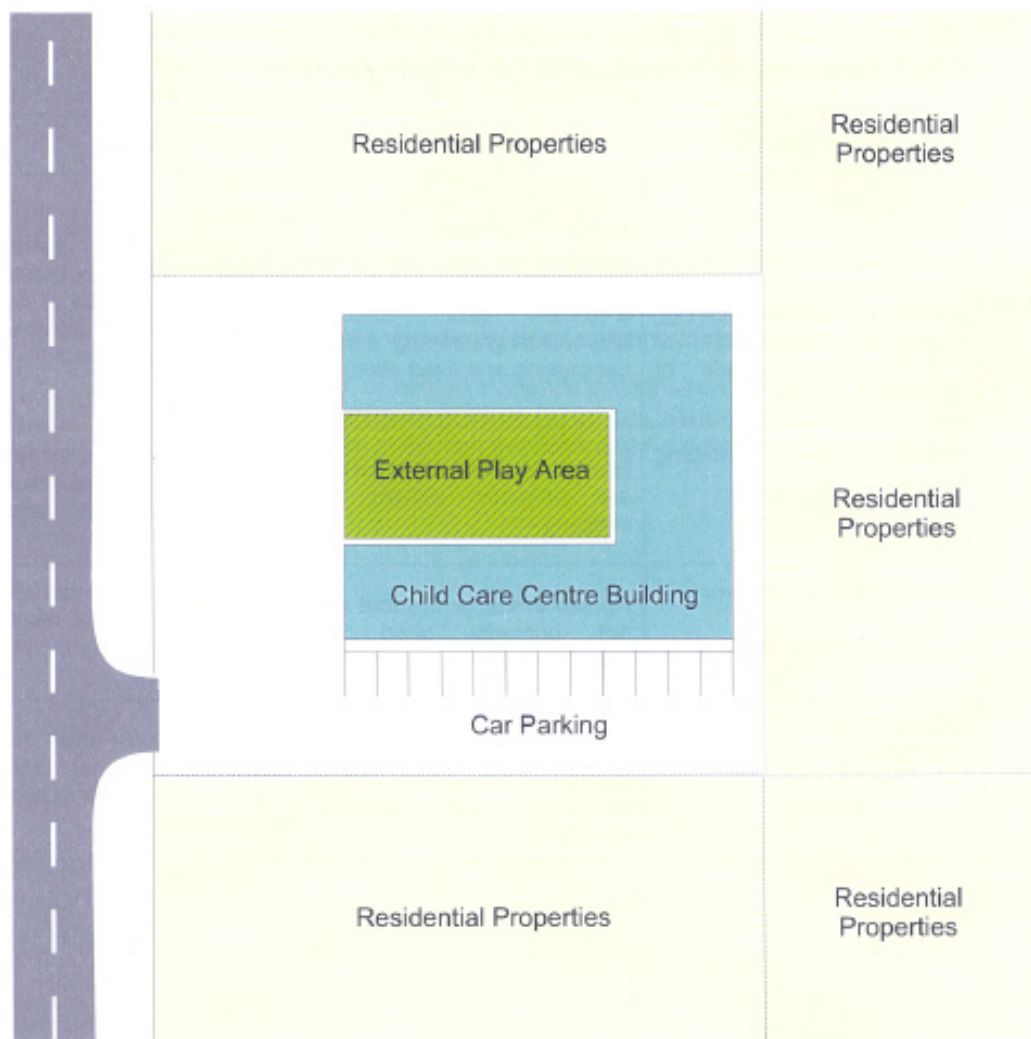 Residential Properties
Residential
Properties
External Play Area
Residential
Properties
Child Care Centre Building
Car Parking
Residential Properties
Residential
Properties